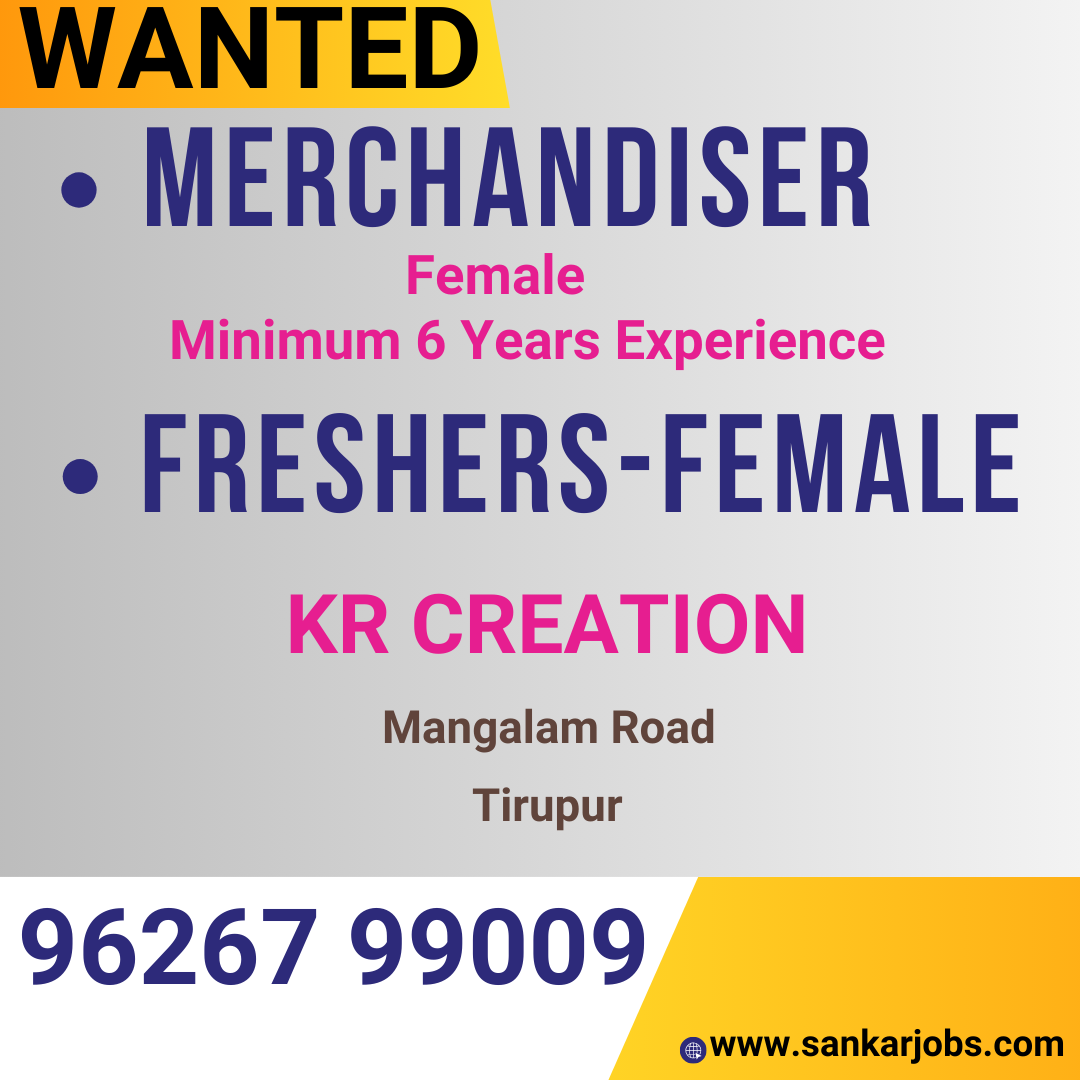 WANTED
• MERCHANDISER
Female
Minimum 6 Years Experience
• FRESHERS-FEMALE
KR CREATION
Mangalam Road
Tirupur
96267 99009
www.sankarjobs.com